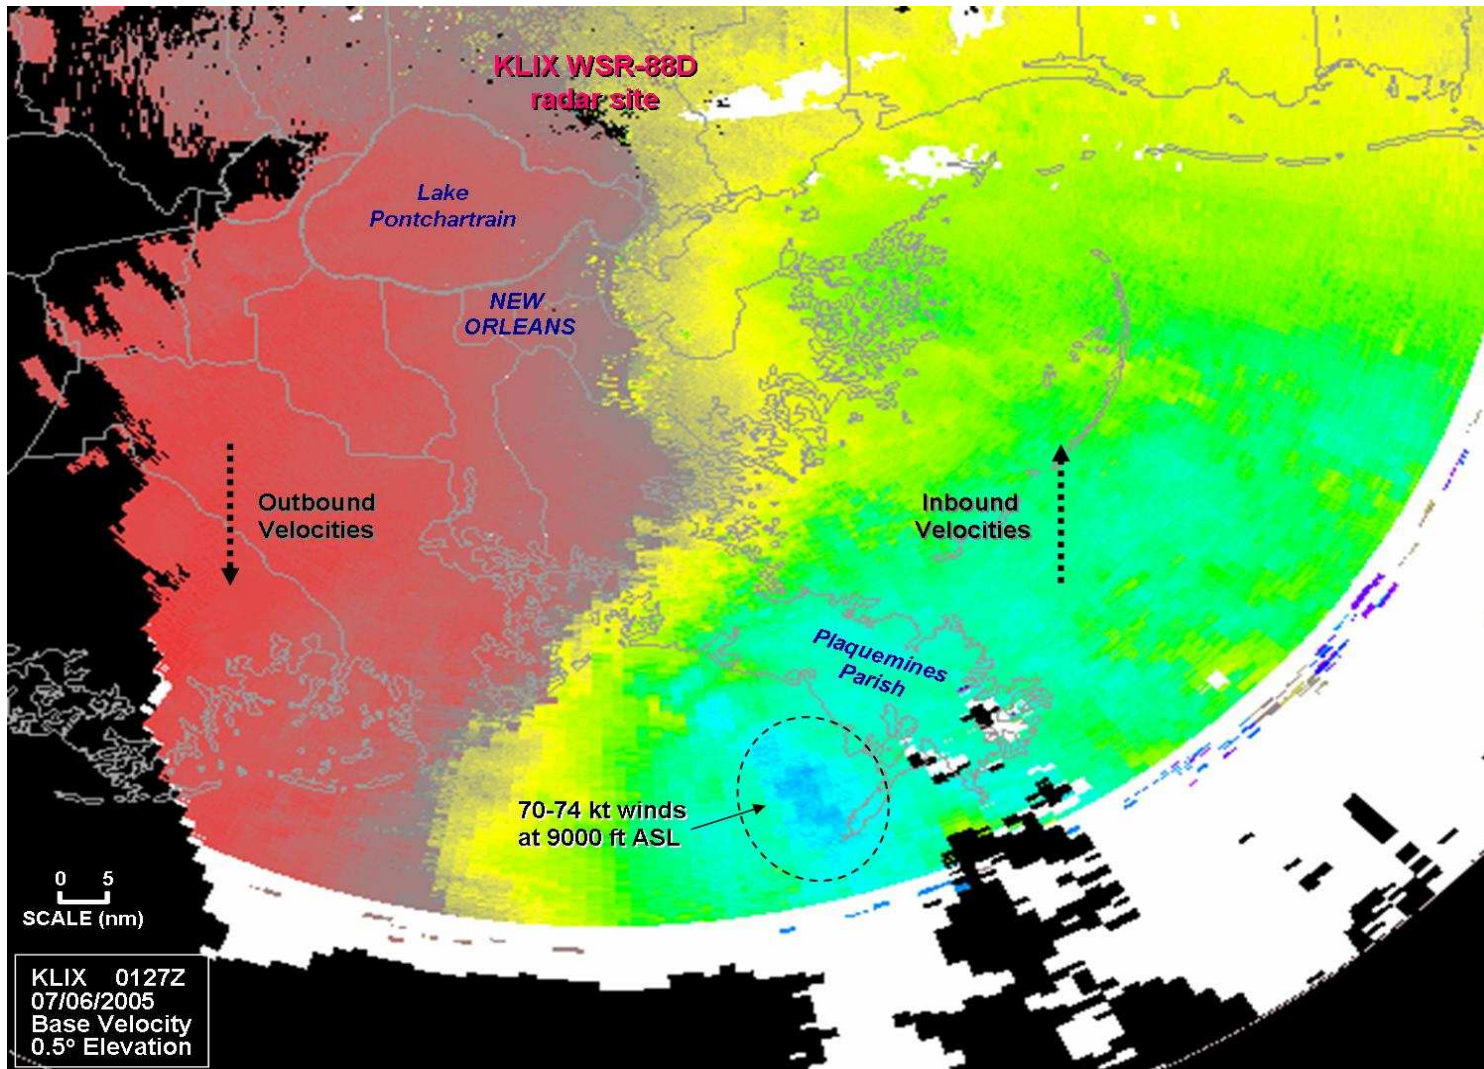 KLIX WSR-88D
radar site
Lake
Pontchartrain
NEW
ORLEANS
Outbound
Velocities
Inbound
Velocities
Plaquemines
Parish
70-74 kt winds
at 9000 ft ASL
0 5
SCALE (nm)
KLIX 0127Z
07/06/2005
Base Velocity
0.5º Elevation